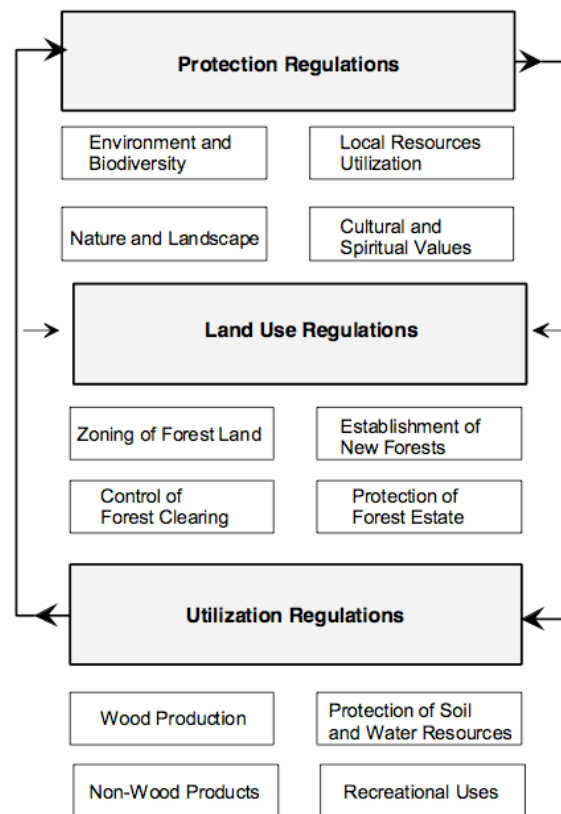 Protection Regulations
Environment and
Biodiversity
Local Resources
Utilization
Nature and Landscape
Cultural and
Spiritual Values
Land Use Regulations
Zoning of Forest Land
Establishment of
New Forests
Control of
Forest Clearing
Protection of
Forest Estate
Utilization Regulations
Wood Production
Protection of Soil
and Water Resources
Non-Wood Products
Recreational Uses